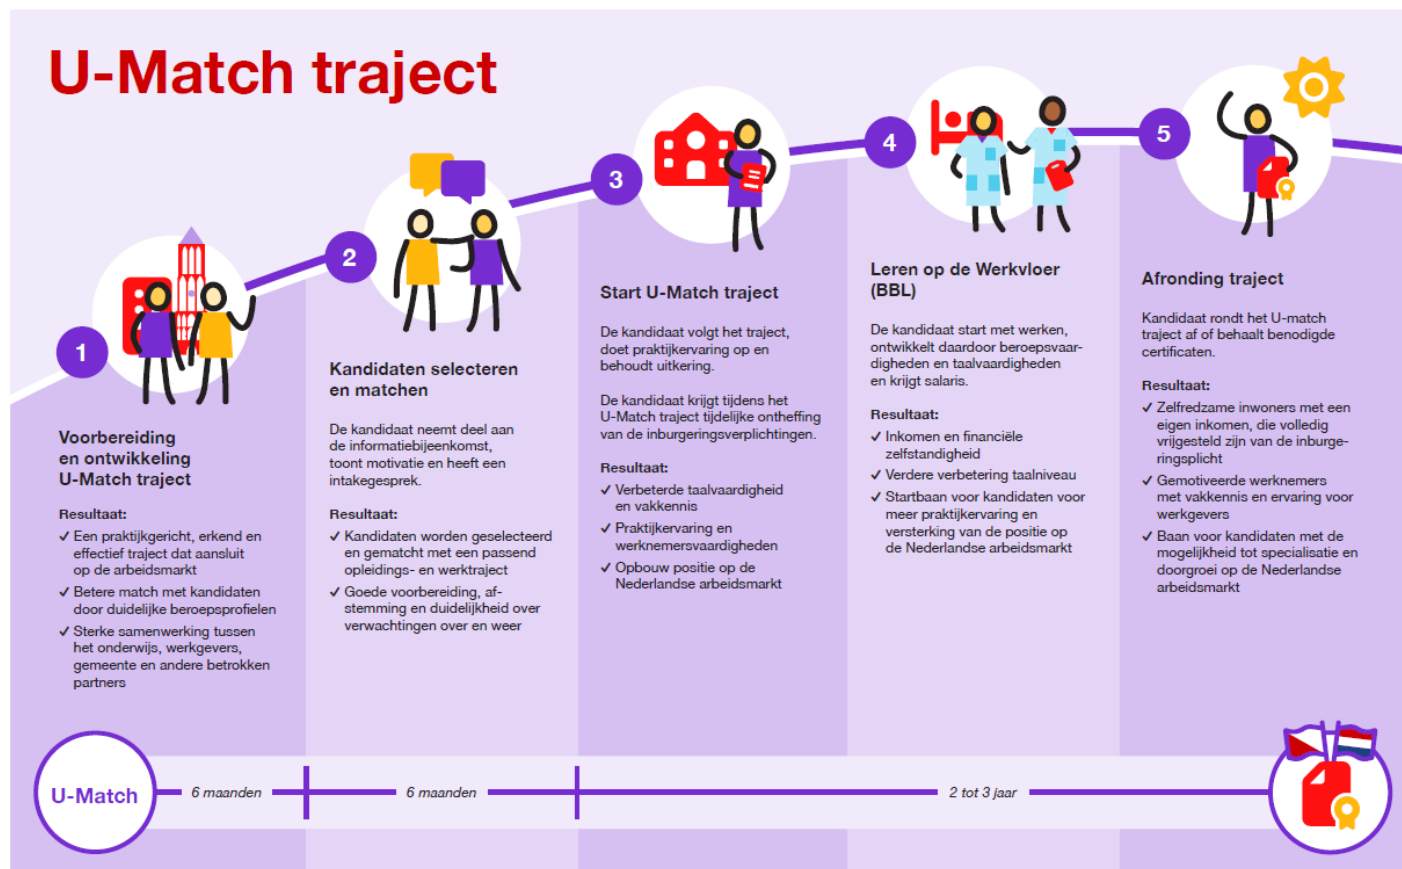 U-Match traject
1
Voorbereiding
en ontwikkeling
U-Match traject
Resultaat:
✓ Een praktijkgericht, erkend en
effectief traject dat aansluit
op de arbeidsmarkt
✓ Betere match met kandidaten
door duidelijke beroepsprofielen
✓ Sterke samenwerking tussen
het onderwijs, werkgevers,
gemeente en andere betrokken
partners
2
Kandidaten selecteren
en matchen
De kandidaat neemt deel aan
de informatiebijeenkomst,
toont motivatie en heeft een
intakegesprek.
Resultaat:
✓ Kandidaten worden geselecteerd
en gematcht met een passend
opleidings- en werktraject
✓ Goede voorbereiding, af-
stemming en duidelijkheid over
verwachtingen over en weer
3
Start U-Match traject
De kandidaat volgt het traject,
doet praktijkervaring op en
behoudt uitkering.
De kandidaat krijgt tijdens het
U-Match traject tijdelijke ontheffing
van de inburgeringsverplichtingen.
Resultaat:
✓ Verbeterde taalvaardigheid
en vakkennis
✓ Praktijkervaring en
werknemersvaardigheden
✓ Opbouw positie op de
Nederlandse arbeidsmarkt
4
Leren op de Werkvloer
(BBL)
De kandidaat start met werken,
ontwikkelt daardoor beroepsvaar-
digheden en taalvaardigheden
en krijgt salaris.
Resultaat:
✓ Inkomen en financiële
zelfstandigheid
✓ Verdere verbetering taalniveau
✓ Startbaan voor kandidaten voor
meer praktijkervaring en
versterking van de positie op
de Nederlandse arbeidsmarkt
5
Afronding traject
Kandidaat rondt het U-match
traject af of behaalt benodigde
certificaten.
Resultaat:
✓ Zelfredzame inwoners met een
eigen inkomen, die volledig
vrijgesteld zijn van de inburge-
ringsplicht
✓ Gemotiveerde werknemers
met vakkennis en ervaring voor
werkgevers
✓ Baan voor kandidaten met de
mogelijkheid tot specialisatie en
doorgroei op de Nederlandse
arbeidsmarkt
U-Match
6 maanden
6 maanden
2 tot 3 jaar